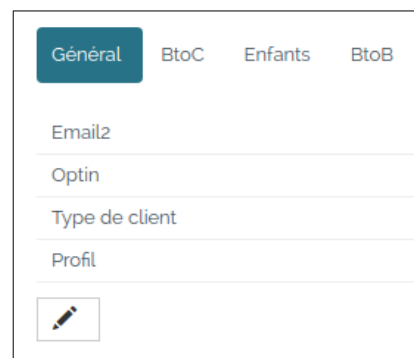 Général BtoC Enfants BtoB
Email2
Optin
Type de client
Profil